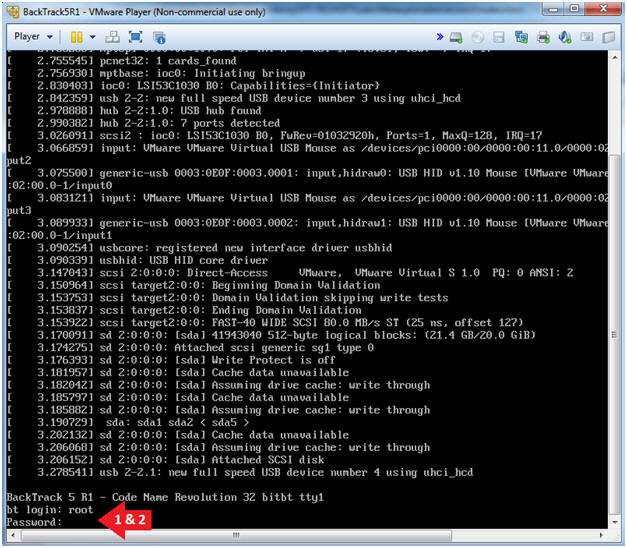 BackTrack5R1 - VMware Player (Non-commercial use only)
Player
[    2.755545] pcnet32: 1 cards_found
[    2.756930] mptbase: ioc0: Initiating bringup
[    2.830403] ioc0: LSI53C1030 B0: Capabilities={Initiator}
[    2.842359] usb 2-2: new full speed USB device number 3 using uhci_hcd
[    2.978888] hub 2-2:1.0: USB hub found
[    2.990382] hub 2-2:1.0: 7 ports detected
[    3.026091] scsi2 : ioc0: LSI53C1030 B0, FwRev=01032920h, Ports=1, MaxQ=128, IRQ=17
[    3.066859] input: VMware VMware Virtual USB Mouse as /devices/pci0000:00/0000:00:11.0/0000:02
put2
[    3.075500] generic-usb 0003:0E0F:0003.0001: input,hidraw0: USB HID v1.10 Mouse [VMware VMware
:02:00.0-1/input0
[    3.083121] input: VMware VMware Virtual USB Mouse as /devices/pci0000:00/0000:00:11.0/0000:02
put3
[    3.089933] generic-usb 0003:0E0F:0003.0002: input,hidraw1: USB HID v1.10 Mouse [VMware VMware
:02:00.0-1/input1
[    3.090254] usbcore: registered new interface driver usbhid
[    3.090339] usbhid: USB HID core driver
[    3.147043] scsi 2:0:0:0: Direct-Access     VMware,  VMware Virtual S 1.0  PQ: 0 ANSI: 2
[    3.150964] scsi target2:0:0: Beginning Domain Validation
[    3.153753] scsi target2:0:0: Domain Validation skipping write tests
[    3.153837] scsi target2:0:0: Ending Domain Validation
[    3.153922] scsi target2:0:0: FAST-40 WIDE SCSI 80.0 MB/s ST (25 ns, offset 127)
[    3.170091] sd 2:0:0:0: [sda] 41943040 512-byte logical blocks: (21.4 GB/20.0 GiB)
[    3.174275] sd 2:0:0:0: Attached scsi generic sg1 type 0
[    3.176393] sd 2:0:0:0: [sda] Write Protect is off
[    3.181957] sd 2:0:0:0: [sda] Cache data unavailable
[    3.182042] sd 2:0:0:0: [sda] Assuming drive cache: write through
[    3.185797] sd 2:0:0:0: [sda] Cache data unavailable
[    3.185882] sd 2:0:0:0: [sda] Assuming drive cache: write through
[    3.190729]  sda: sda1 sda2 < sda5 >
[    3.202132] sd 2:0:0:0: [sda] Cache data unavailable
[    3.206068] sd 2:0:0:0: [sda] Assuming drive cache: write through
[    3.206152] sd 2:0:0:0: [sda] Attached SCSI disk
[    3.278541] usb 2-2.1: new full speed USB device number 4 using uhci_hcd
BackTrack 5 R1 - Code Name Revolution 32 bitbt tty1
bt login: root
Password:
1 & 2